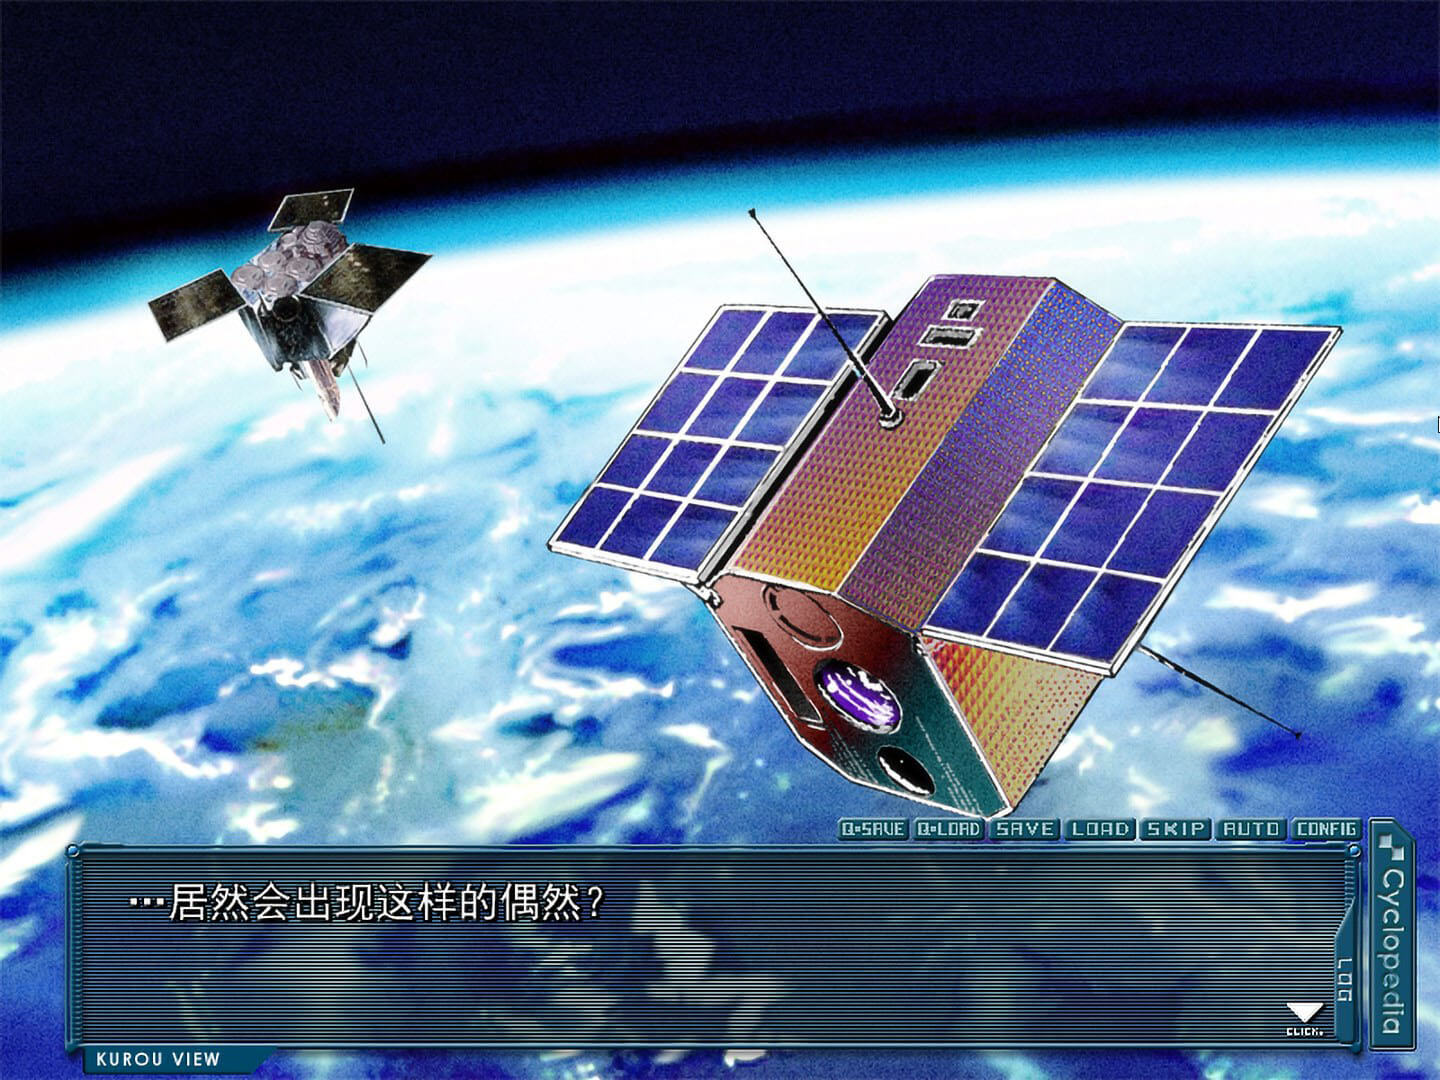 Q-SAVE Q-LOAD SAVE LOAD SKIP AUTO CONFIG
…居然会出现这样的偶然？
Cyclopedia
LOG
CLICK.
KUROU VIEW